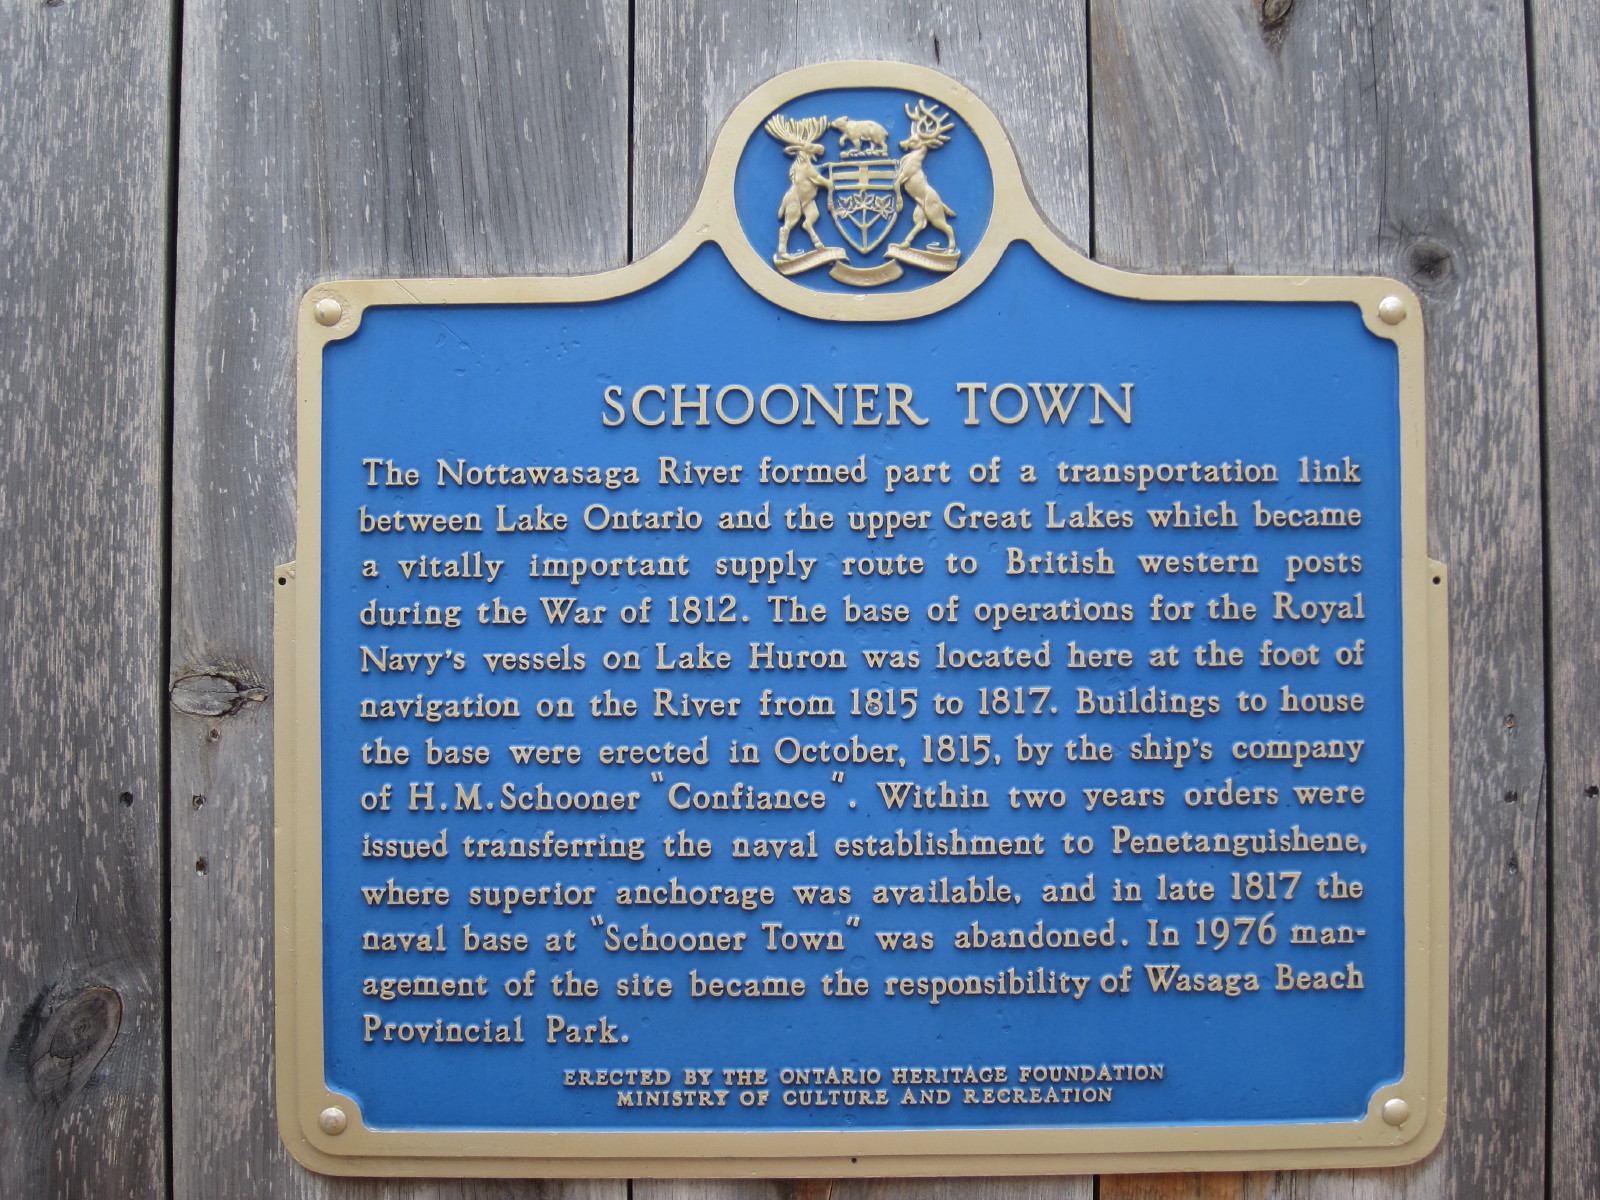 SCHOONER TOWN
The Nottawasaga River formed part of a transportation link
between Lake Ontario and the upper Great Lakes which became
a vitally important supply route to British western posts
during the War of 1812. The base of operations for the Royal
Navy's vessels on Lake Huron was located here at the foot of
navigation on the River from 1815 to 1817. Buildings to house
the base were erected in October, 1815, by the ship's company
of H.M. Schooner "Confiance". Within two years orders were
issued transferring the naval establishment to Penetanguishene,
where superior anchorage was available, and in late 1817 the
naval base at "Schooner Town" was abandoned. In 1976 man-
agement of the site became the responsibility of Wasaga Beach
Provincial Park.
ERECTED BY THE ONTARIO HERITAGE FOUNDATION
MINISTRY OF CULTURE AND RECREATION